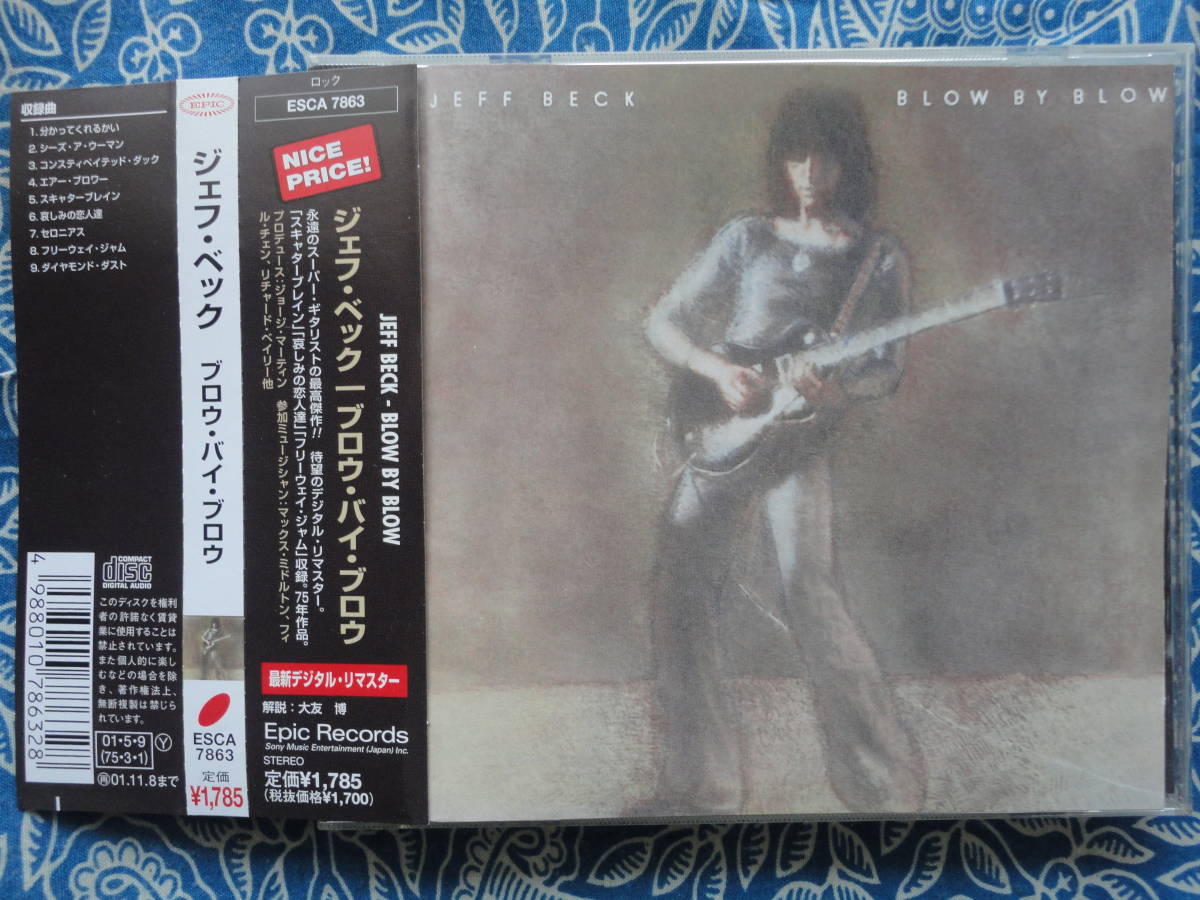 収録曲
1. 分かってくれるかい
2. シーズ・ア・ウーマン
3. コンスティペイテッド・ダック
4. エアー・ブロワー
5. スキャターブレイン
6. 哀しみの恋人達
7. セロニアス
8. フリーウェイ・ジャム
9. ダイヤモンド・ダスト
4 988010 786328
COMPACT
disc
DIGITAL AUDIO
このディスクを権利
者の許諾なく賃貸
業に使用することは
禁止されています。
また個人的に楽し
むなどの場合を除
き、著作権法上、
無断複製は禁じら
れています。
01・5・9
(75・3・1)
Y
再01.11.8まで
EPIC
ジェフ・ベック ブロウ・バイ・ブロウ
ESCA
7863
定価
¥1,785
ロック
ESCA 7863
NICE
PRICE!
JEFF BECK - BLOW BY BLOW
ジェフ・ベック|ブロウ・バイ・ブロウ
永遠のスーパー・ギタリストの最高傑作!! 待望のデジタル・リマスター。
「スキャターブレイン」「哀しみの恋人達」「フリーウェイ・ジャム」収録。75年作品。
プロデュース:ジョージ・マーティン 参加ミュージシャン:マックス・ミドルトン、フィ
ル・チェン、リチャード・ベイリー他
最新デジタル・リマスター
解説:大友 博
Epic Records
Sony Music Entertainment (Japan) Inc.
STEREO
定価¥1,785
(税抜価格¥1,700)
JEFF BECK
BLOW BY BLOW